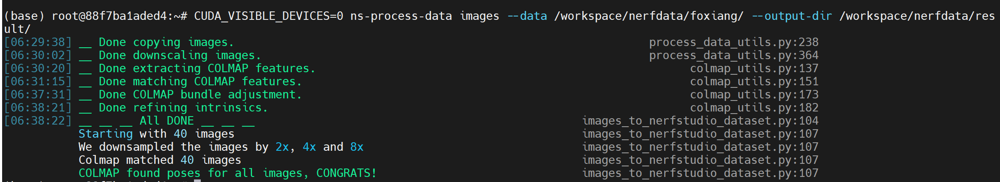 (base) root@88f7ba1aded4:~# CUDA_VISIBLE_DEVICES=0 ns-process-data images --data /workspace/nerfdata/foxiang/ --output-dir /workspace/nerfdata/res
ult/
[06:29:38] __ Done copying images. process_data_utils.py:238
[06:30:02] __ Done downscaling images. process_data_utils.py:364
[06:30:20] __ Done extracting COLMAP features. colmap_utils.py:137
[06:31:15] __ Done matching COLMAP features. colmap_utils.py:151
[06:37:31] __ Done COLMAP bundle adjustment. colmap_utils.py:173
[06:38:21] __ Done refining intrinsics. colmap_utils.py:182
[06:38:22] __ __ __ All DONE __ __ __ images_to_nerfstudio_dataset.py:104
Starting with 40 images images_to_nerfstudio_dataset.py:107
We downsampled the images by 2x, 4x and 8x images_to_nerfstudio_dataset.py:107
Colmap matched 40 images images_to_nerfstudio_dataset.py:107
COLMAP found poses for all images, CONGRATS! images_to_nerfstudio_dataset.py:107